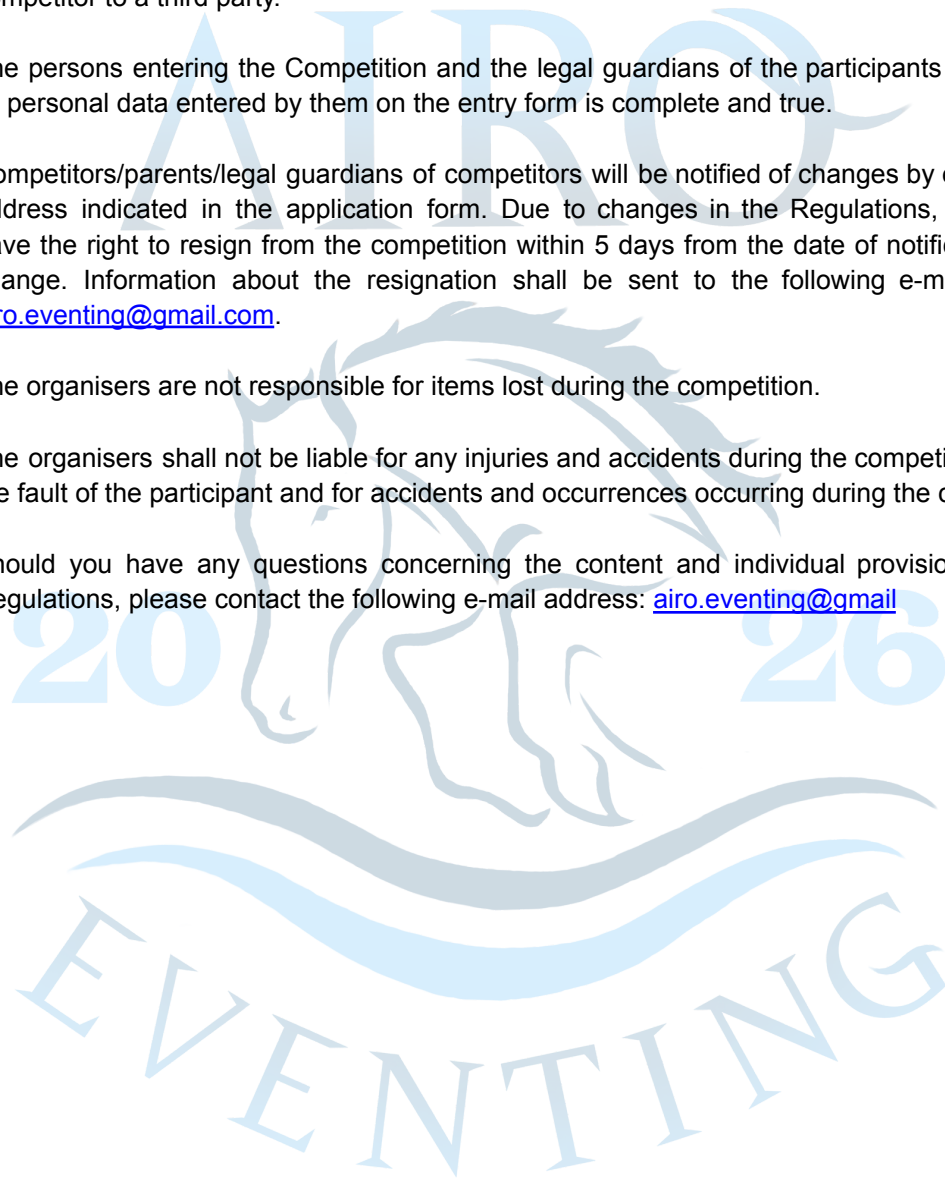 ompetitor to a third party.
he persons entering the Competition and the legal guardians of the participants
personal data entered by them on the entry form is complete and true.
ompetitors/parents/legal guardians of competitors will be notified of changes by
ddress indicated in the application form. Due to changes in the Regulations,
ave the right to resign from the competition within 5 days from the date of notifi
ange. Information about the resignation shall be sent to the following e-m
ro.eventing@gmail.com.
he organisers are not responsible for items lost during the competition.
he organisers shall not be liable for any injuries and accidents during the competi
e fault of the participant and for accidents and occurrences occurring during the
hould you have any questions concerning the content and individual provisio
egulations, please contact the following e-mail address: airo.eventing@gmail
AIRO
20 26
EVENTING